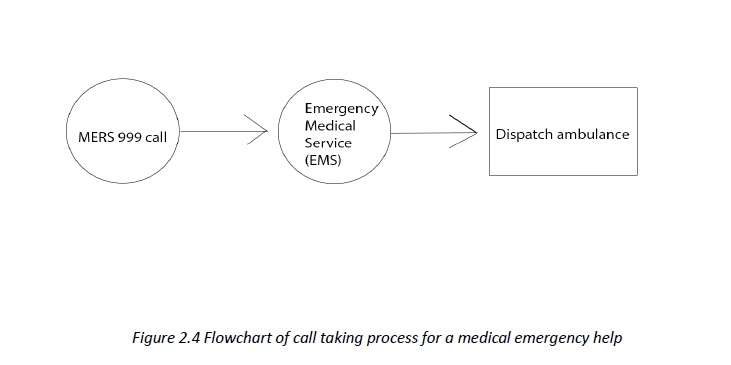 MERS 999 call
Emergency
Medical
Service
(EMS)
Dispatch ambulance
Figure 2.4 Flowchart of call taking process for a medical emergency help